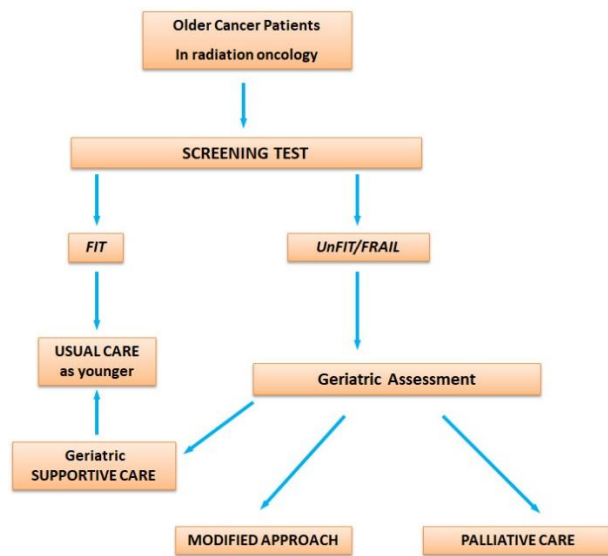 Older Cancer Patients
In radiation oncology
SCREENING TEST
FIT
UnFIT/FRAIL
USUAL CARE
as younger
Geriatric Assessment
Geriatric
SUPPORTIVE CARE
MODIFIED APPROACH
PALLIATIVE CARE